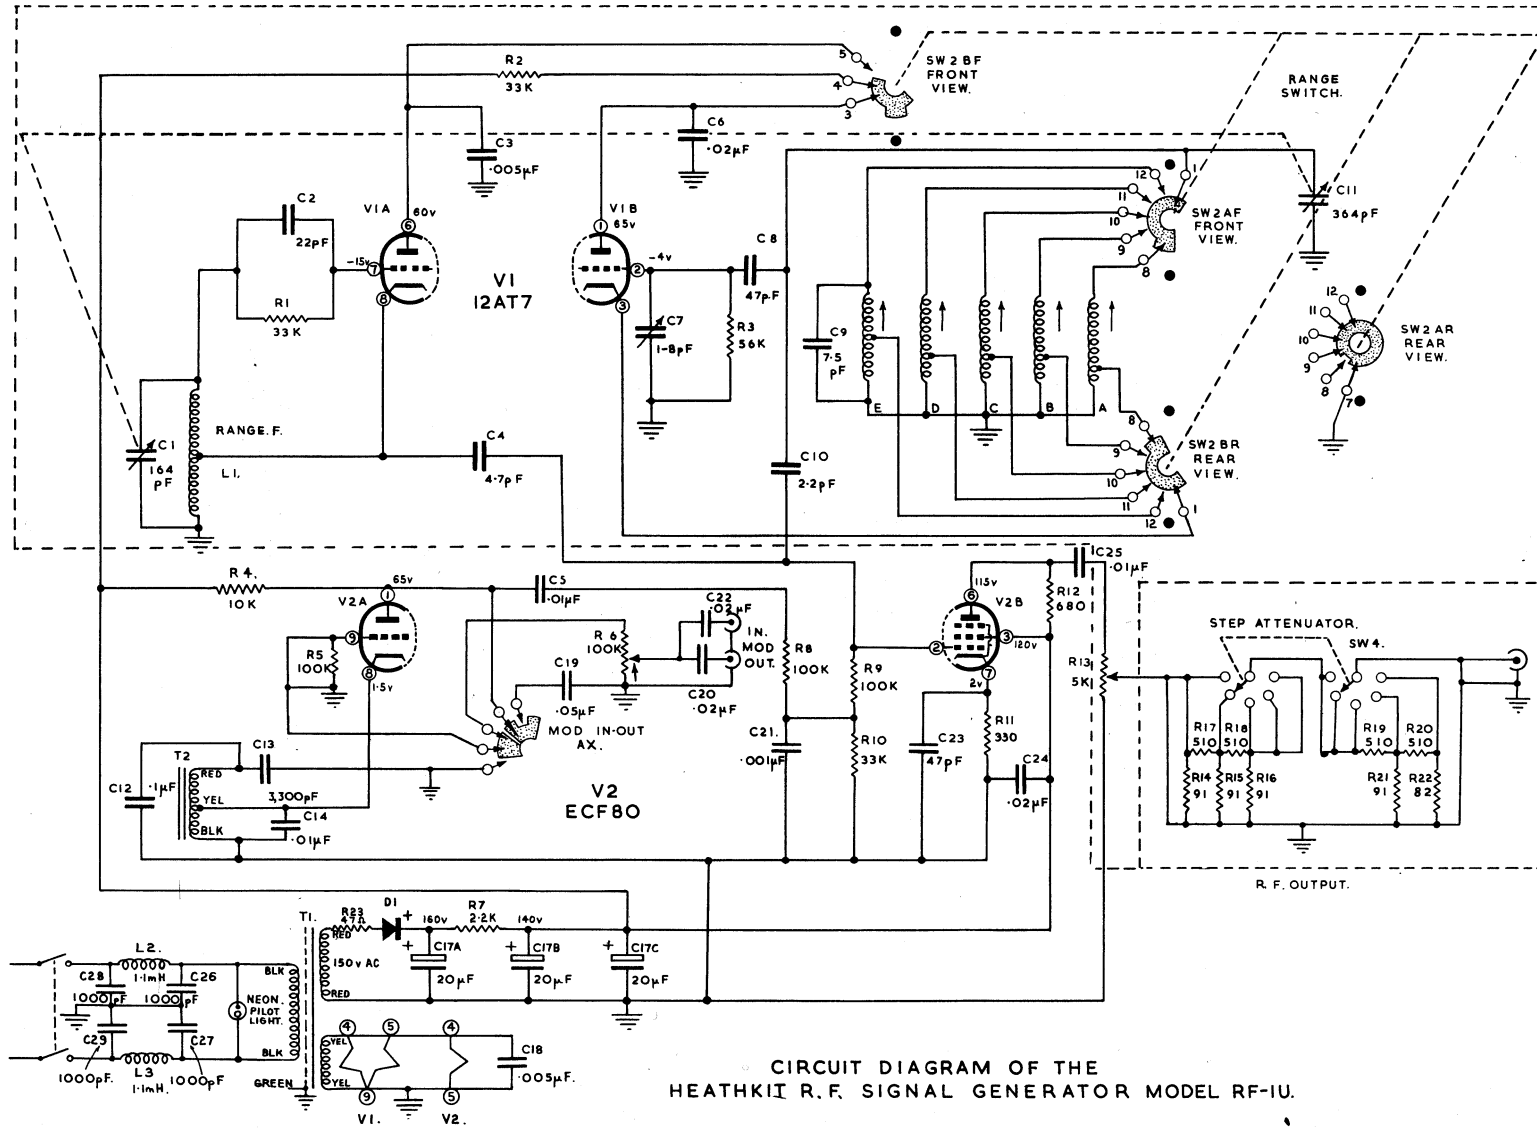 5
4
3
SW 2 BF
FRONT
VIEW.
RANGE
SWITCH.
R2
33K
C3
.005µF
C6
.02µF
12
1
11
10
9
8
SW2AF
FRONT
VIEW.
C11
364pF
C2
22pF
R1
33 K
V1A
60v
6
-15v
7
8
V1
12AT7
V1B
65v
1
-4v
2
3
C8
47pF
C7
1-8pF
R3
56K
C9
7.5
pF
E
D
C
B
A
12
11
10
9
8
7
SW2 AR
REAR
VIEW.
8
9
10
11
12
1
SW2 BR
REAR
VIEW.
RANGE.F.
L1.
C1
164
pF
C4
4.7pF
C10
2.2pF
R4.
10K
65v
1
V2A
9
8
1.5v
R5
100K
C5
.01µF
R6
100K
C22
.02µF
IN.
MOD
OUT.
C20
.02µF
C19
.05µF
MOD IN-OUT
AX.
R8
100K
R9
100K
115v
6
V2B
2
3
120v
7
2v
R12
680
C25
.01µF
R13
5K
STEP ATTENUATOR.
SW4.
R17
510
R18
510
R19
510
R20
510
R14
91
R15
91
R16
91
R21
91
R22
82
R.F. OUTPUT.
C21.
.001µF
R10
33K
C23
47pF
R11
330
C24
.02µF
T2
RED
YEL
BLK
C12
.1µF
C13
3,300pF
C14
.01µF
V2
ECF80
T1.
R23
47Ω
D1
+
160v
R7
2.2K
140v
RED
150v AC
RED
+
C17A
20µF
+
C17B
20µF
+
C17C
20µF
L2.
1.1mH
C28
1000pF
C26
1000pF
C29
1000pF.
C27
1000pF
L3
1.1mH.
NEON.
PILOT
LIGHT.
BLK
BLK
GREEN
YEL
YEL
4
5
4
9
5
V1.
V2.
C18
.005µF.
CIRCUIT DIAGRAM OF THE
HEATHKIT R.F. SIGNAL GENERATOR MODEL RF-1U.